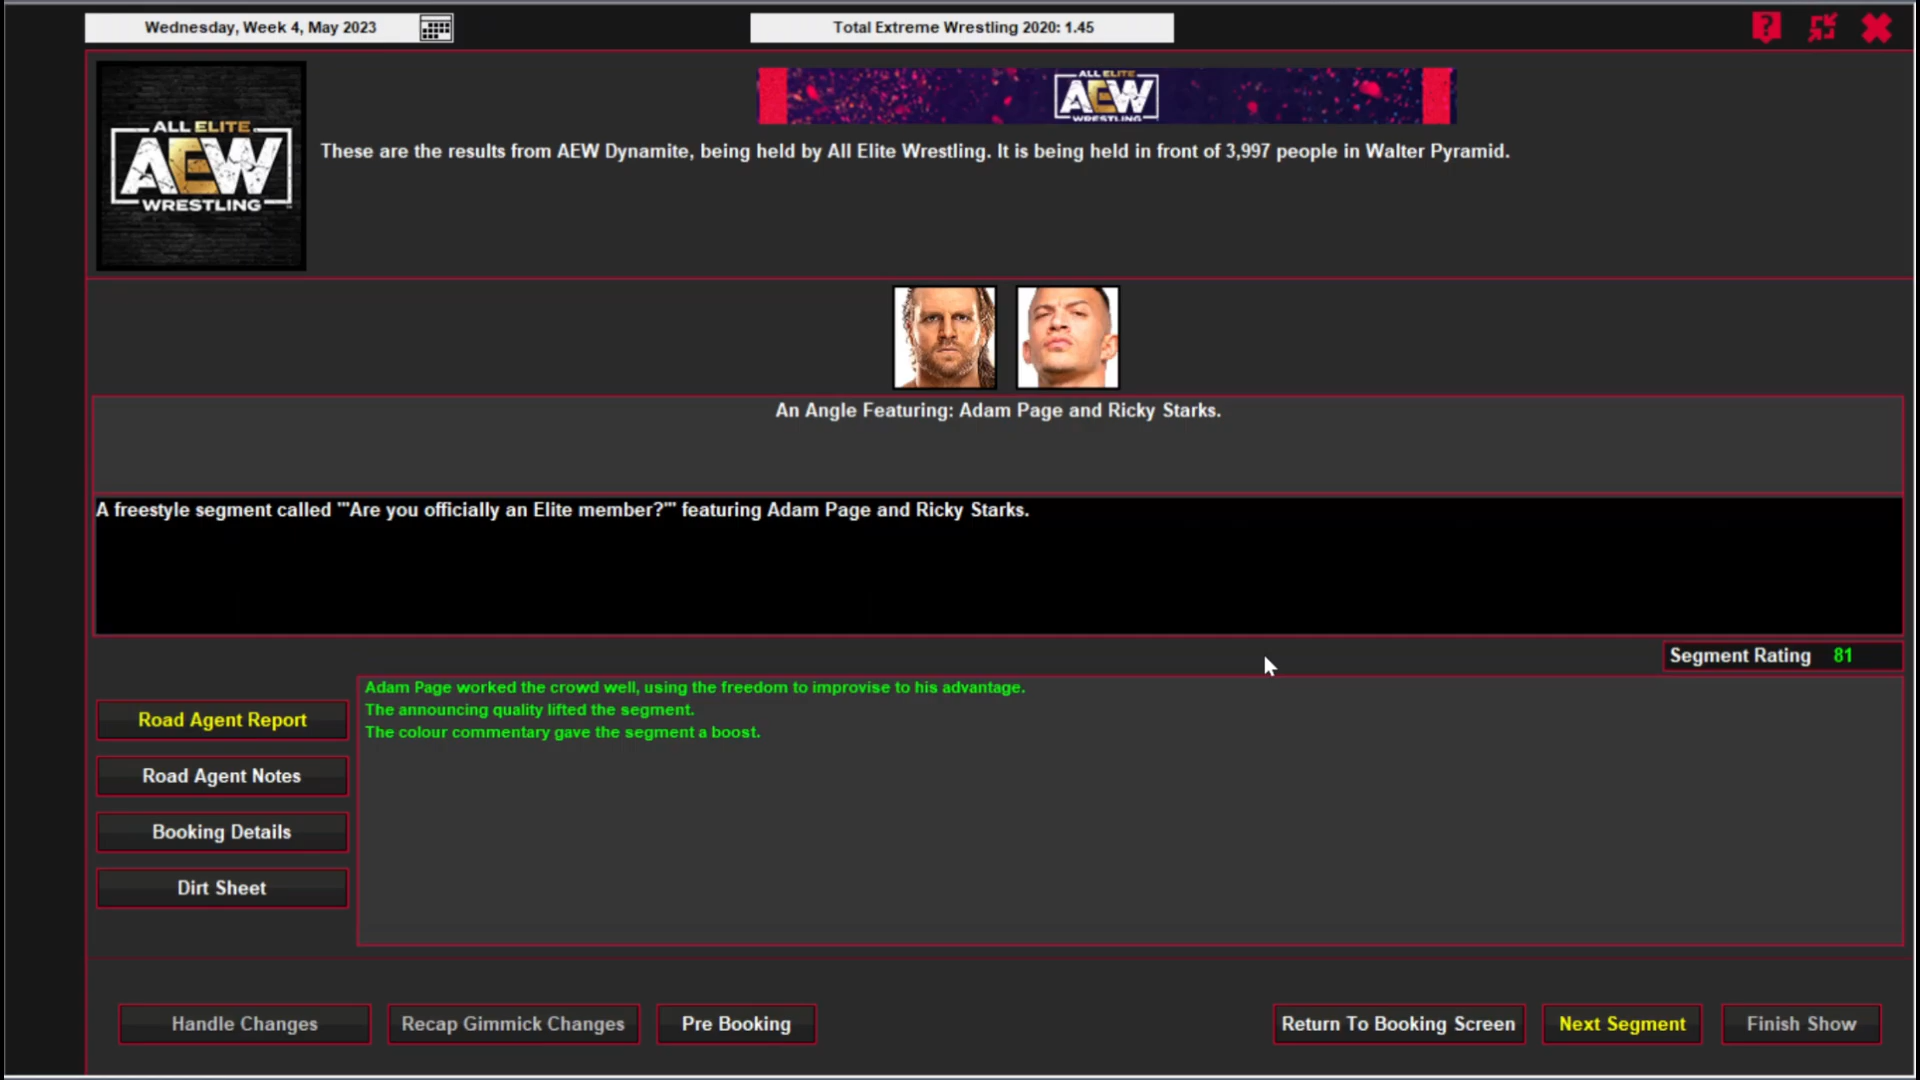 Wednesday, Week 4, May 2023
Total Extreme Wrestling 2020: 1.45
?
ALL ELITE
AEW
WRESTLING
ALL ELITE
AEW
WRESTLING
These are the results from AEW Dynamite, being held by All Elite Wrestling. It is being held in front of 3,997 people in Walter Pyramid.
An Angle Featuring: Adam Page and Ricky Starks.
A freestyle segment called "'Are you officially an Elite member?'" featuring Adam Page and Ricky Starks.
Segment Rating 81
Adam Page worked the crowd well, using the freedom to improvise to his advantage.
The announcing quality lifted the segment.
The colour commentary gave the segment a boost.
Road Agent Report
Road Agent Notes
Booking Details
Dirt Sheet
Handle Changes
Recap Gimmick Changes
Pre Booking
Return To Booking Screen
Next Segment
Finish Show